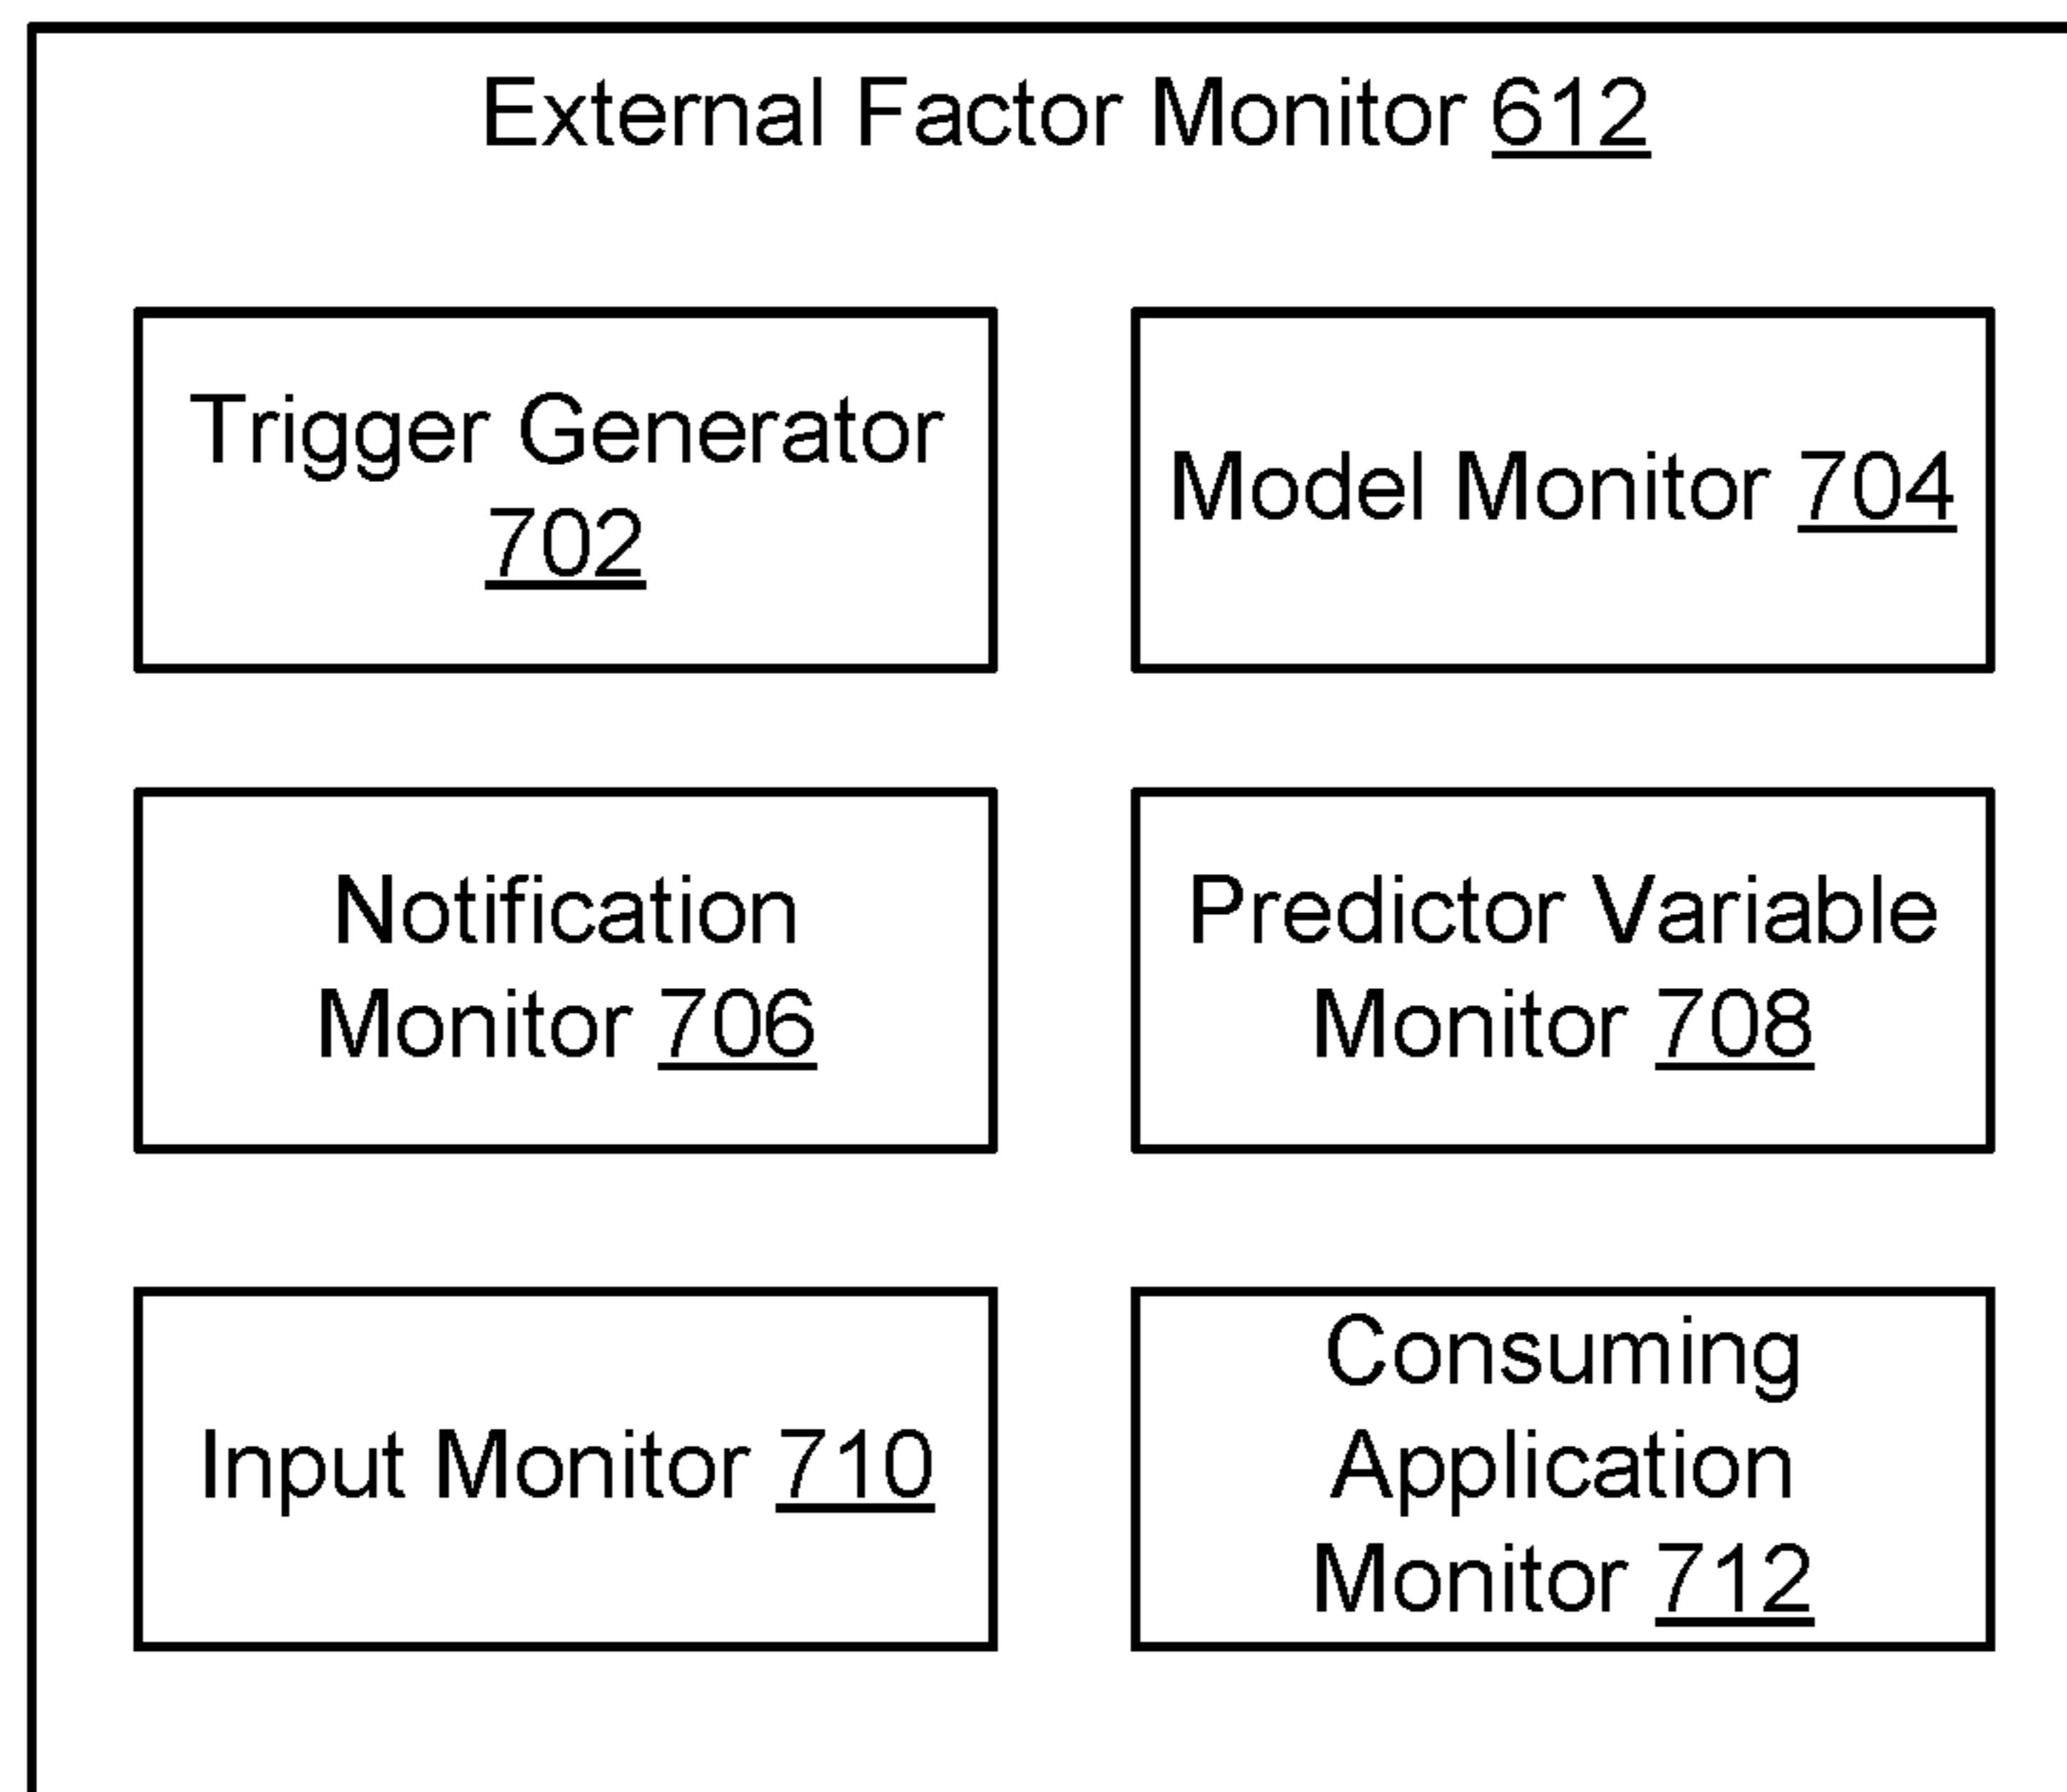 External Factor Monitor 612
Trigger Generator
702
Model Monitor 704
Notification
Monitor 706
Predictor Variable
Monitor 708
Input Monitor 710
Consuming
Application
Monitor 712